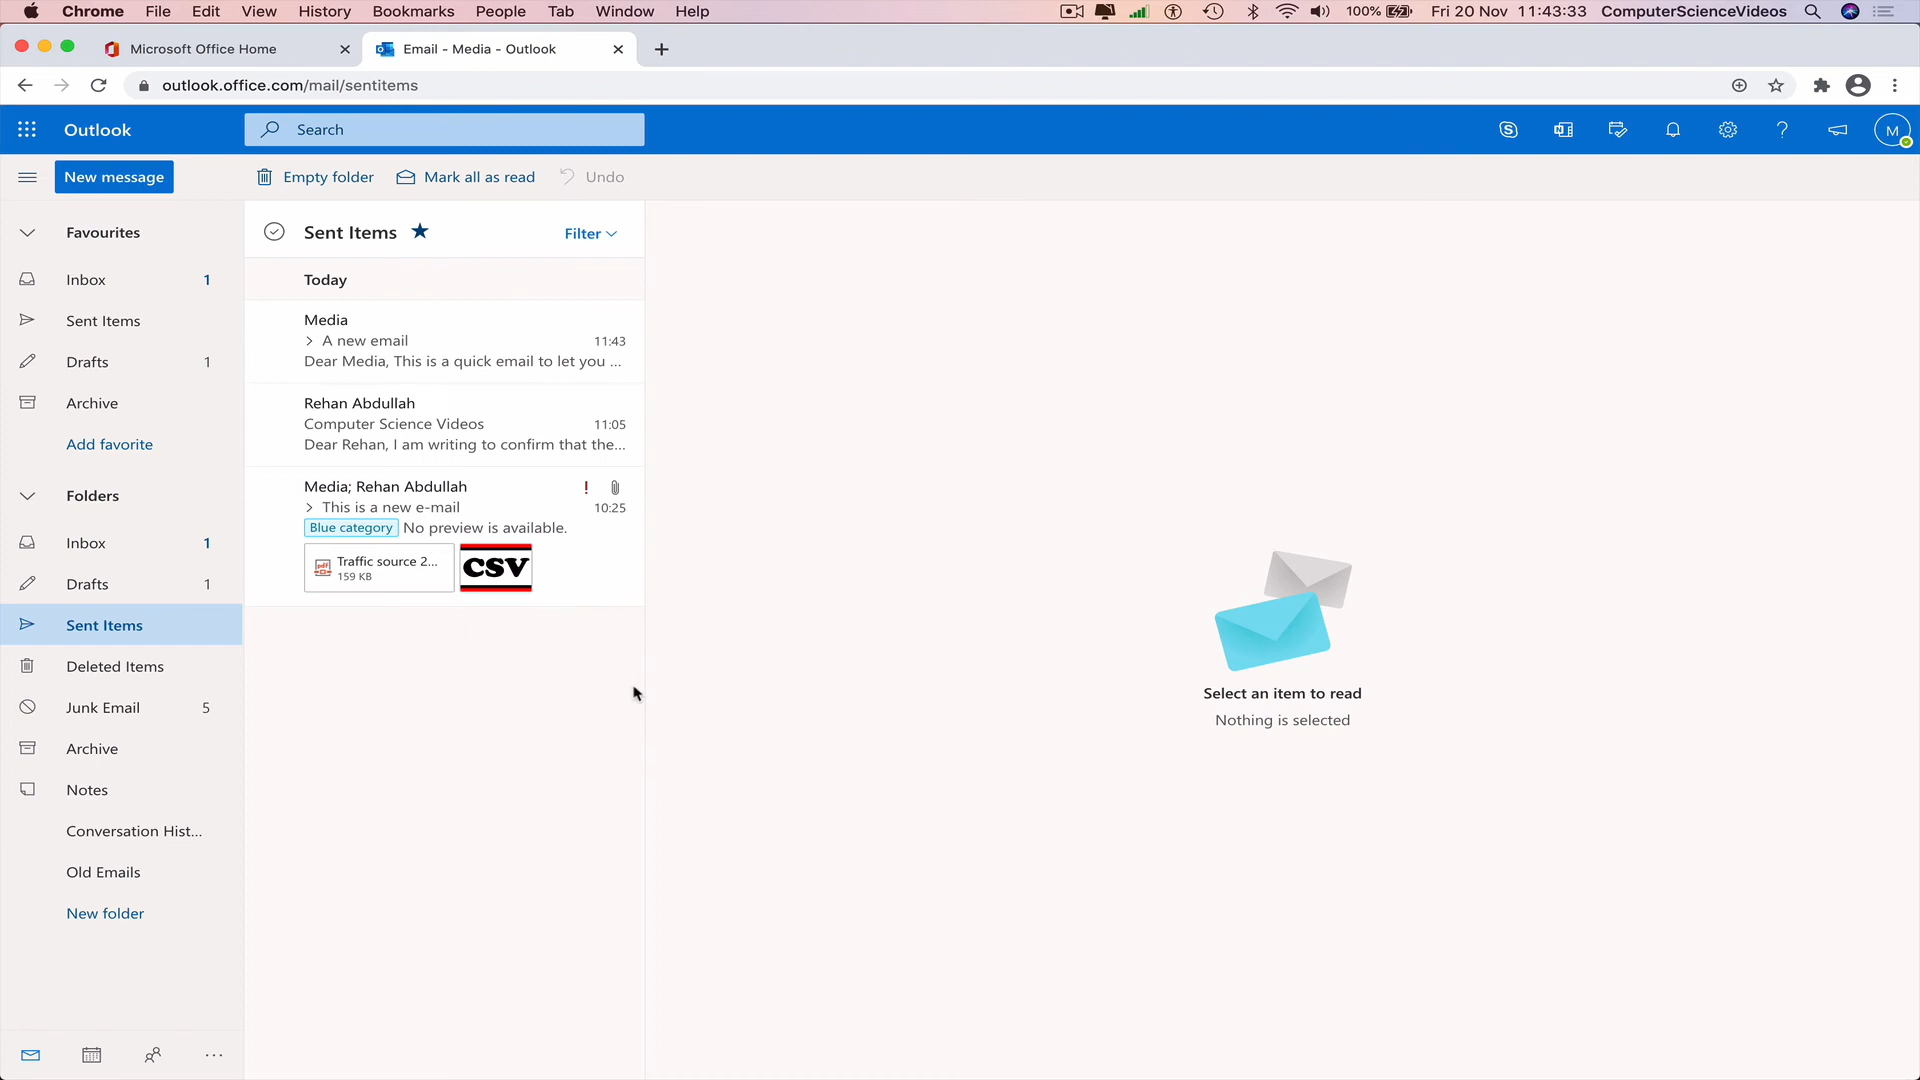 Chrome File Edit View History Bookmarks People Tab Window Help 100% Fri 20 Nov 11:43:33 ComputerScienceVideos
Microsoft Office Home Email - Media - Outlook
outlook.office.com/mail/sentitems
Outlook Search M
New message Empty folder Mark all as read Undo
Favourites
Inbox 1
Sent Items
Drafts 1
Archive
Add favorite
Folders
Inbox 1
Drafts 1
Sent Items
Deleted Items
Junk Email 5
Archive
Notes
Conversation Hist...
Old Emails
New folder
Sent Items Filter
Today
Media
A new email 11:43
Dear Media, This is a quick email to let you ...
Rehan Abdullah
Computer Science Videos 11:05
Dear Rehan, I am writing to confirm that the...
Media; Rehan Abdullah !
This is a new e-mail 10:25
Blue category No preview is available.
pdf Traffic source 2...
159 KB
CSV
Select an item to read
Nothing is selected